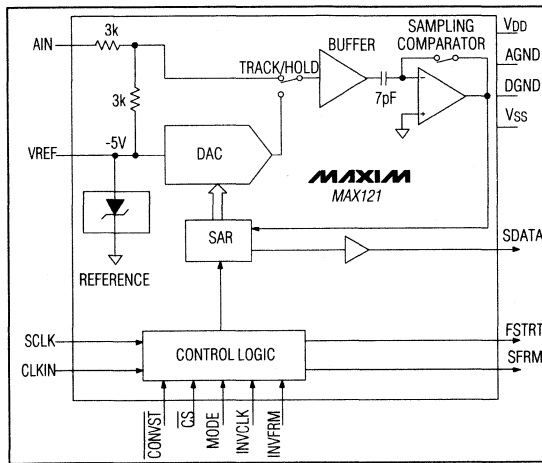 AIN
3k
3k
TRACK/HOLD
BUFFER
7pF
SAMPLING
COMPARATOR
-
+
VDD
AGND
DGND
VSS
VREF
-5V
DAC
MAXIM
MAX121
REFERENCE
SAR
SDATA
SCLK
CLKIN
CONTROL LOGIC
FSTRT
SFRM
CONVST
CS
MODE
INVCLK
INVFRM